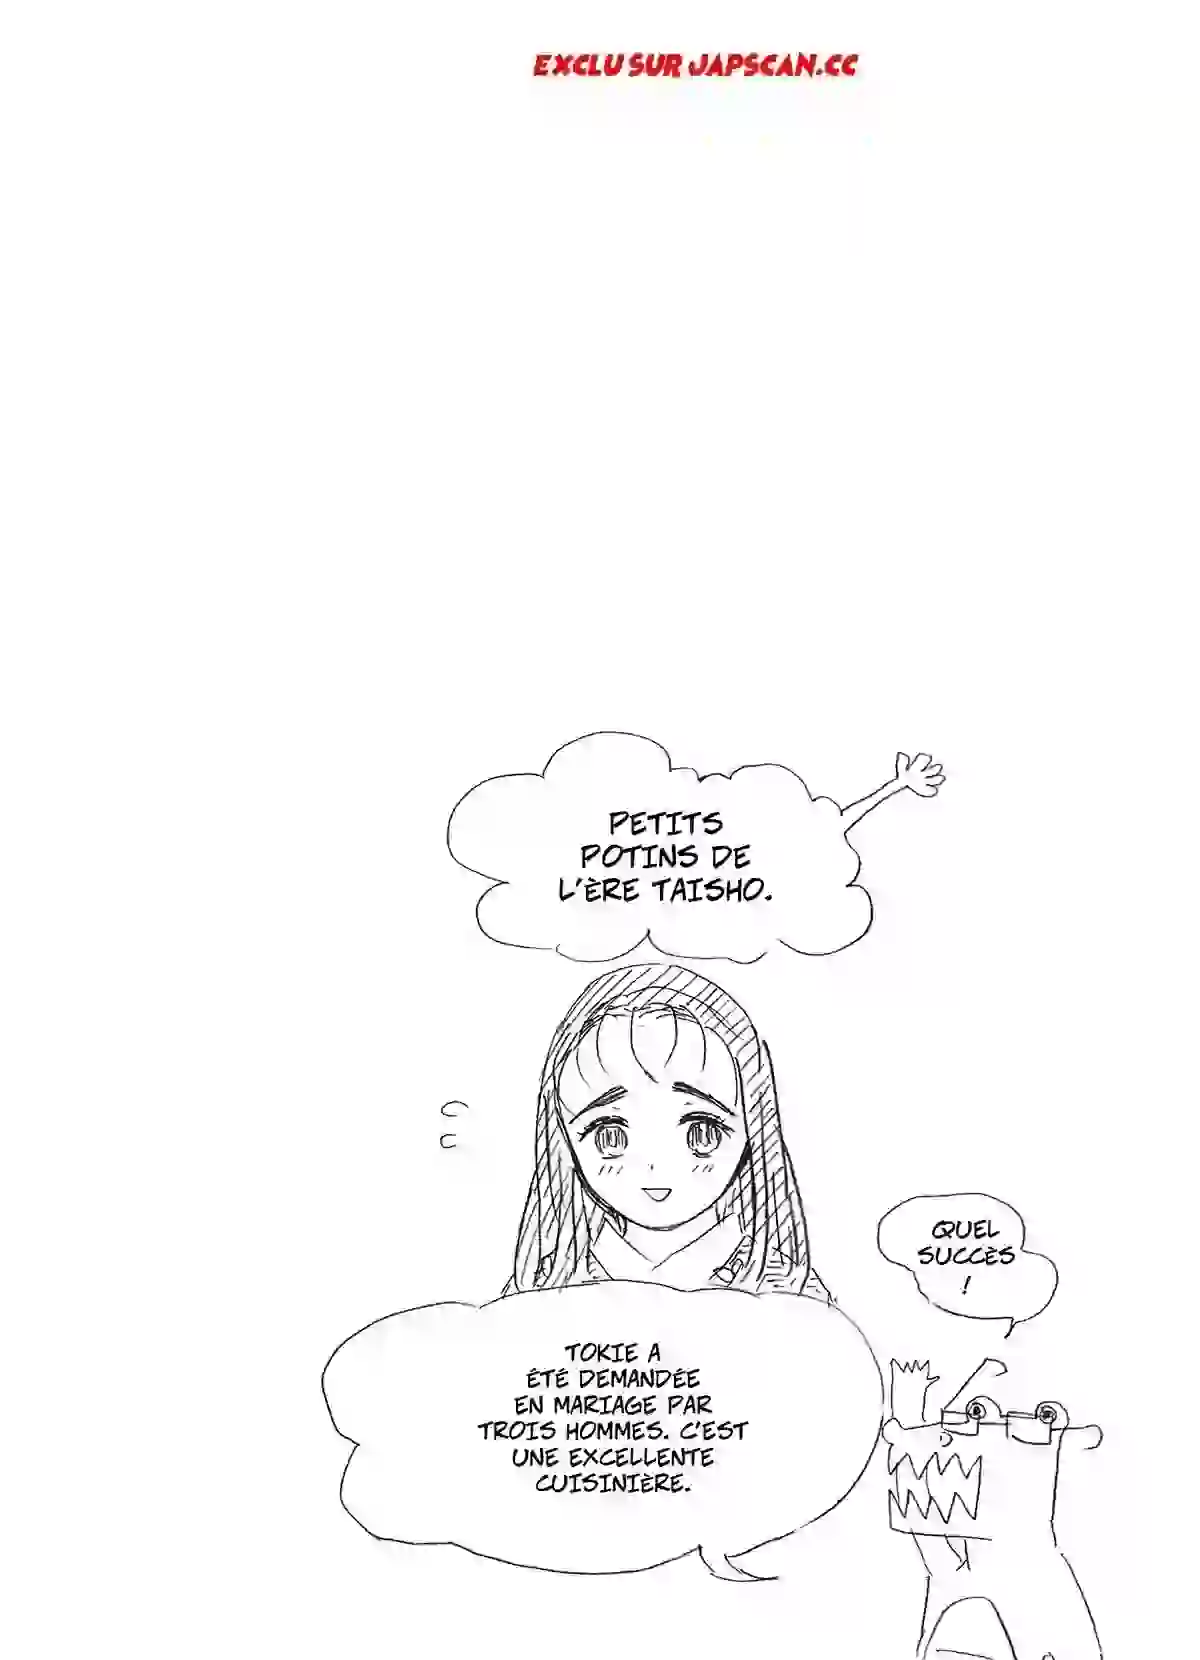 EXCLU SUR JAPSCAN.CC
PETITS
POTINS DE
L'ÈRE TAISHO.
QUEL
SUCCÈS
!
TOKIE A
ÉTÉ DEMANDÉE
EN MARIAGE PAR
TROIS HOMMES. C'EST
UNE EXCELLENTE
CUISINIÈRE.